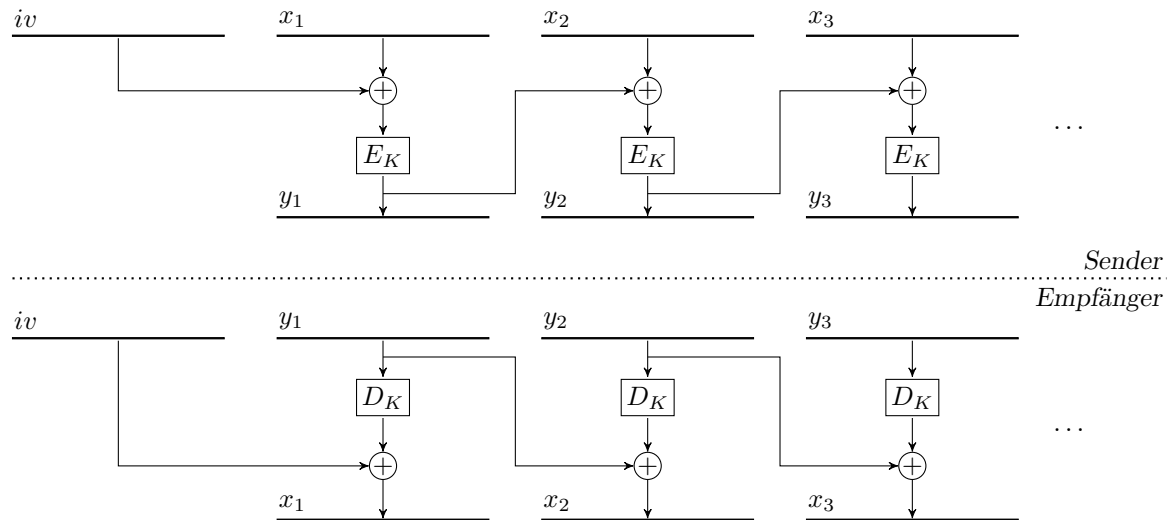 iv x₁ x₂ x₃
+ + +
E_K E_K E_K ...
y₁ y₂ y₃
Sender
Empfänger
iv y₁ y₂ y₃
D_K D_K D_K ...
+ + +
x₁ x₂ x₃